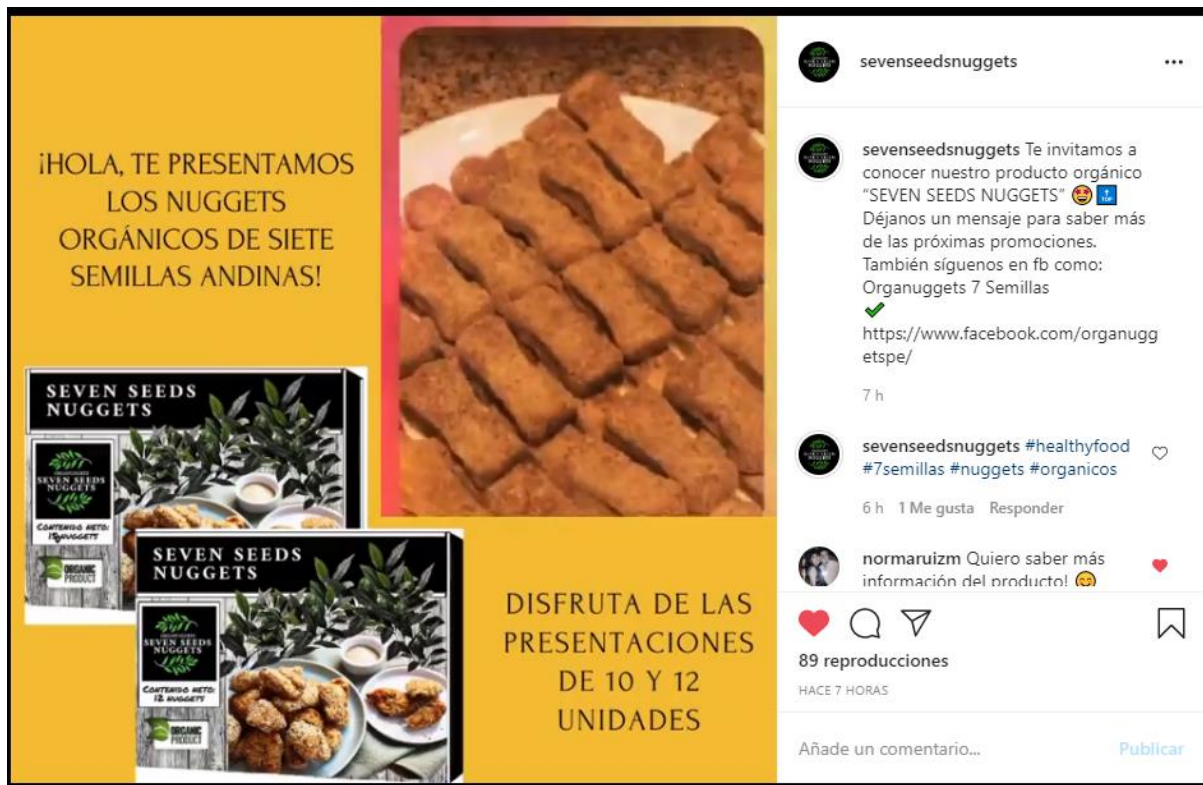 ¡HOLA, TE PRESENTAMOS
LOS NUGGETS
ORGÁNICOS DE SIETE
SEMILLAS ANDINAS!
SEVEN SEEDS
NUGGETS
SEVEN SEEDS
NUGGETS
CONTENIDO NETO:
NUGGETS
ORGANIC
PRODUCT
SEVEN SEEDS
NUGGETS
SEVEN SEEDS
NUGGETS
CONTENIDO NETO:
12 NUGGETS
ORGANIC
PRODUCT
DISFRUTA DE LAS
PRESENTACIONES
DE 10 Y 12
UNIDADES
sevenseedsnuggets
sevenseedsnuggets Te invitamos a
conocer nuestro producto orgánico
“SEVEN SEEDS NUGGETS” 🤩🔝
Déjanos un mensaje para saber más
de las próximas promociones.
También síguenos en fb como:
Organuggets 7 Semillas
✔
https://www.facebook.com/organugg
etspe/
7 h
sevenseedsnuggets #healthyfood
#7semillas #nuggets #organicos
6 h 1 Me gusta Responder
normaruizm Quiero saber más
información del producto! 😊
89 reproducciones
HACE 7 HORAS
Añade un comentario... Publicar